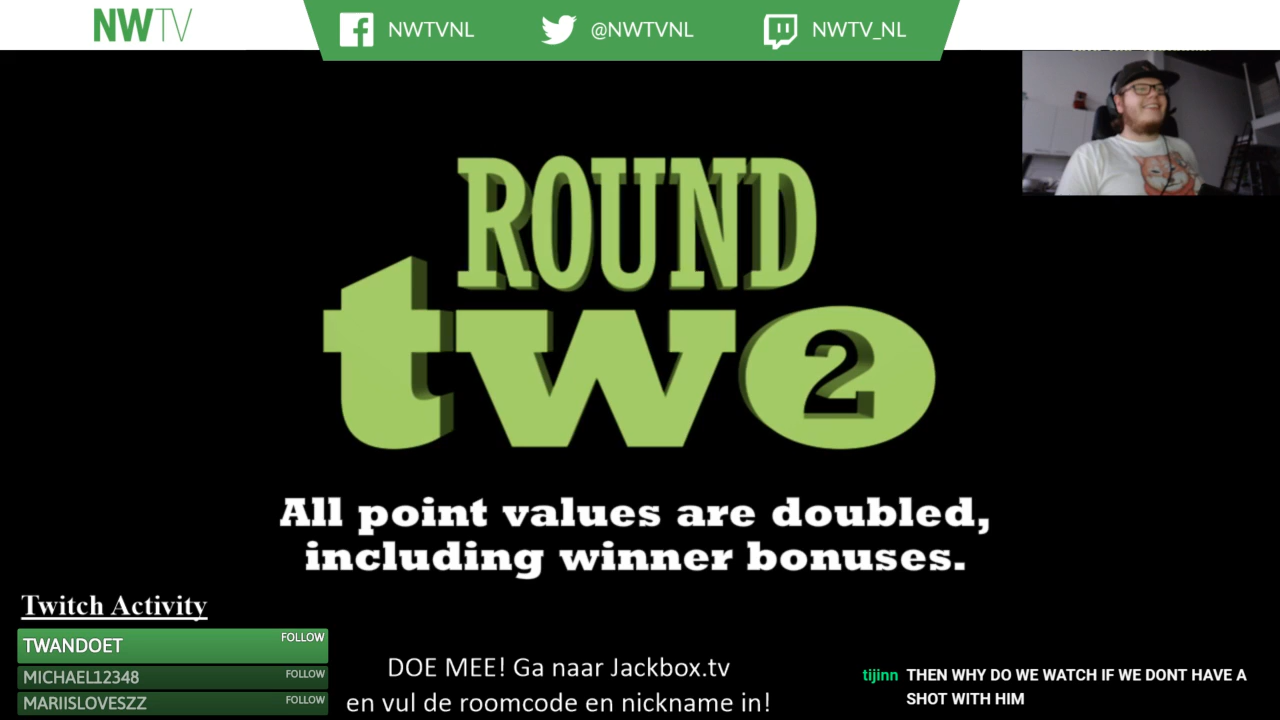 NWTV
NWTVNL
@NWTVNL
NWTV_NL
ROUND
two 2
All point values are doubled,
including winner bonuses.
Twitch Activity
TWANDOET FOLLOW
MICHAEL12348 FOLLOW
MARIISLOVESZZ FOLLOW
DOE MEE! Ga naar Jackbox.tv
en vul de roomcode en nickname in!
tijinn THEN WHY DO WE WATCH IF WE DONT HAVE A
SHOT WITH HIM